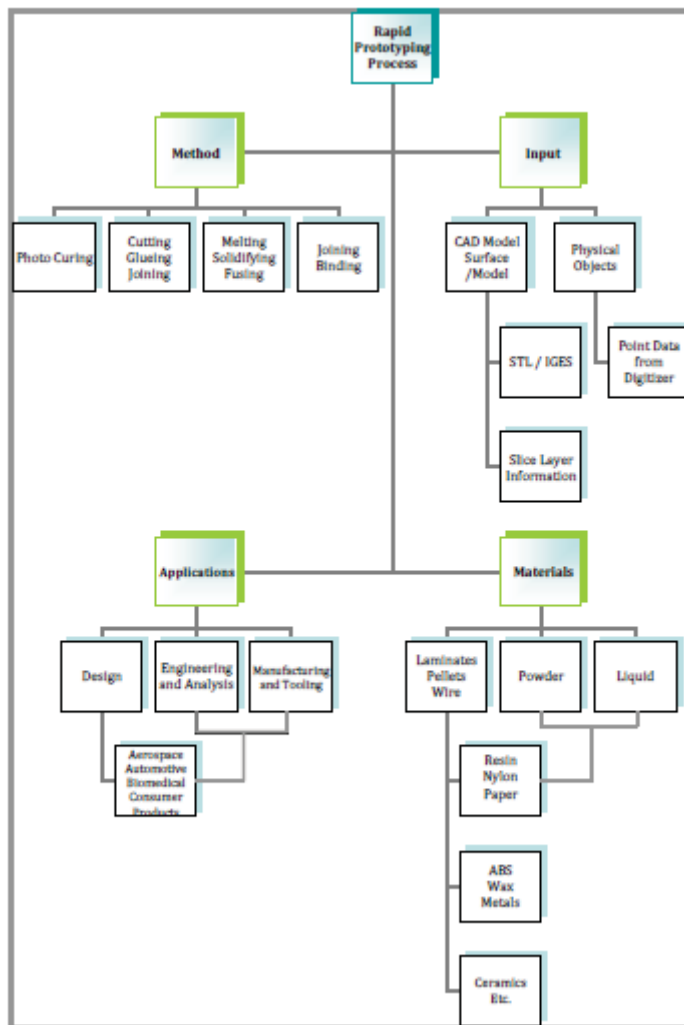 Rapid
Prototyping
Process
Method
Input
Photo Curing
Cutting
Glueing
Joining
Melting
Solidifying
Fusing
Joining
Binding
CAD Model
Surface
/Model
Physical
Objects
STL / IGES
Point Data
from
Digitizer
Slice Layer
Information
Applications
Materials
Design
Engineering
and Analysis
Manufacturing
and Tooling
Laminates
Pellets
Wire
Powder
Liquid
Aerospace
Automotive
Biomedical
Consumer
Products
Resin
Nylon
Paper
ABS
Wax
Metals
Ceramics
Etc.